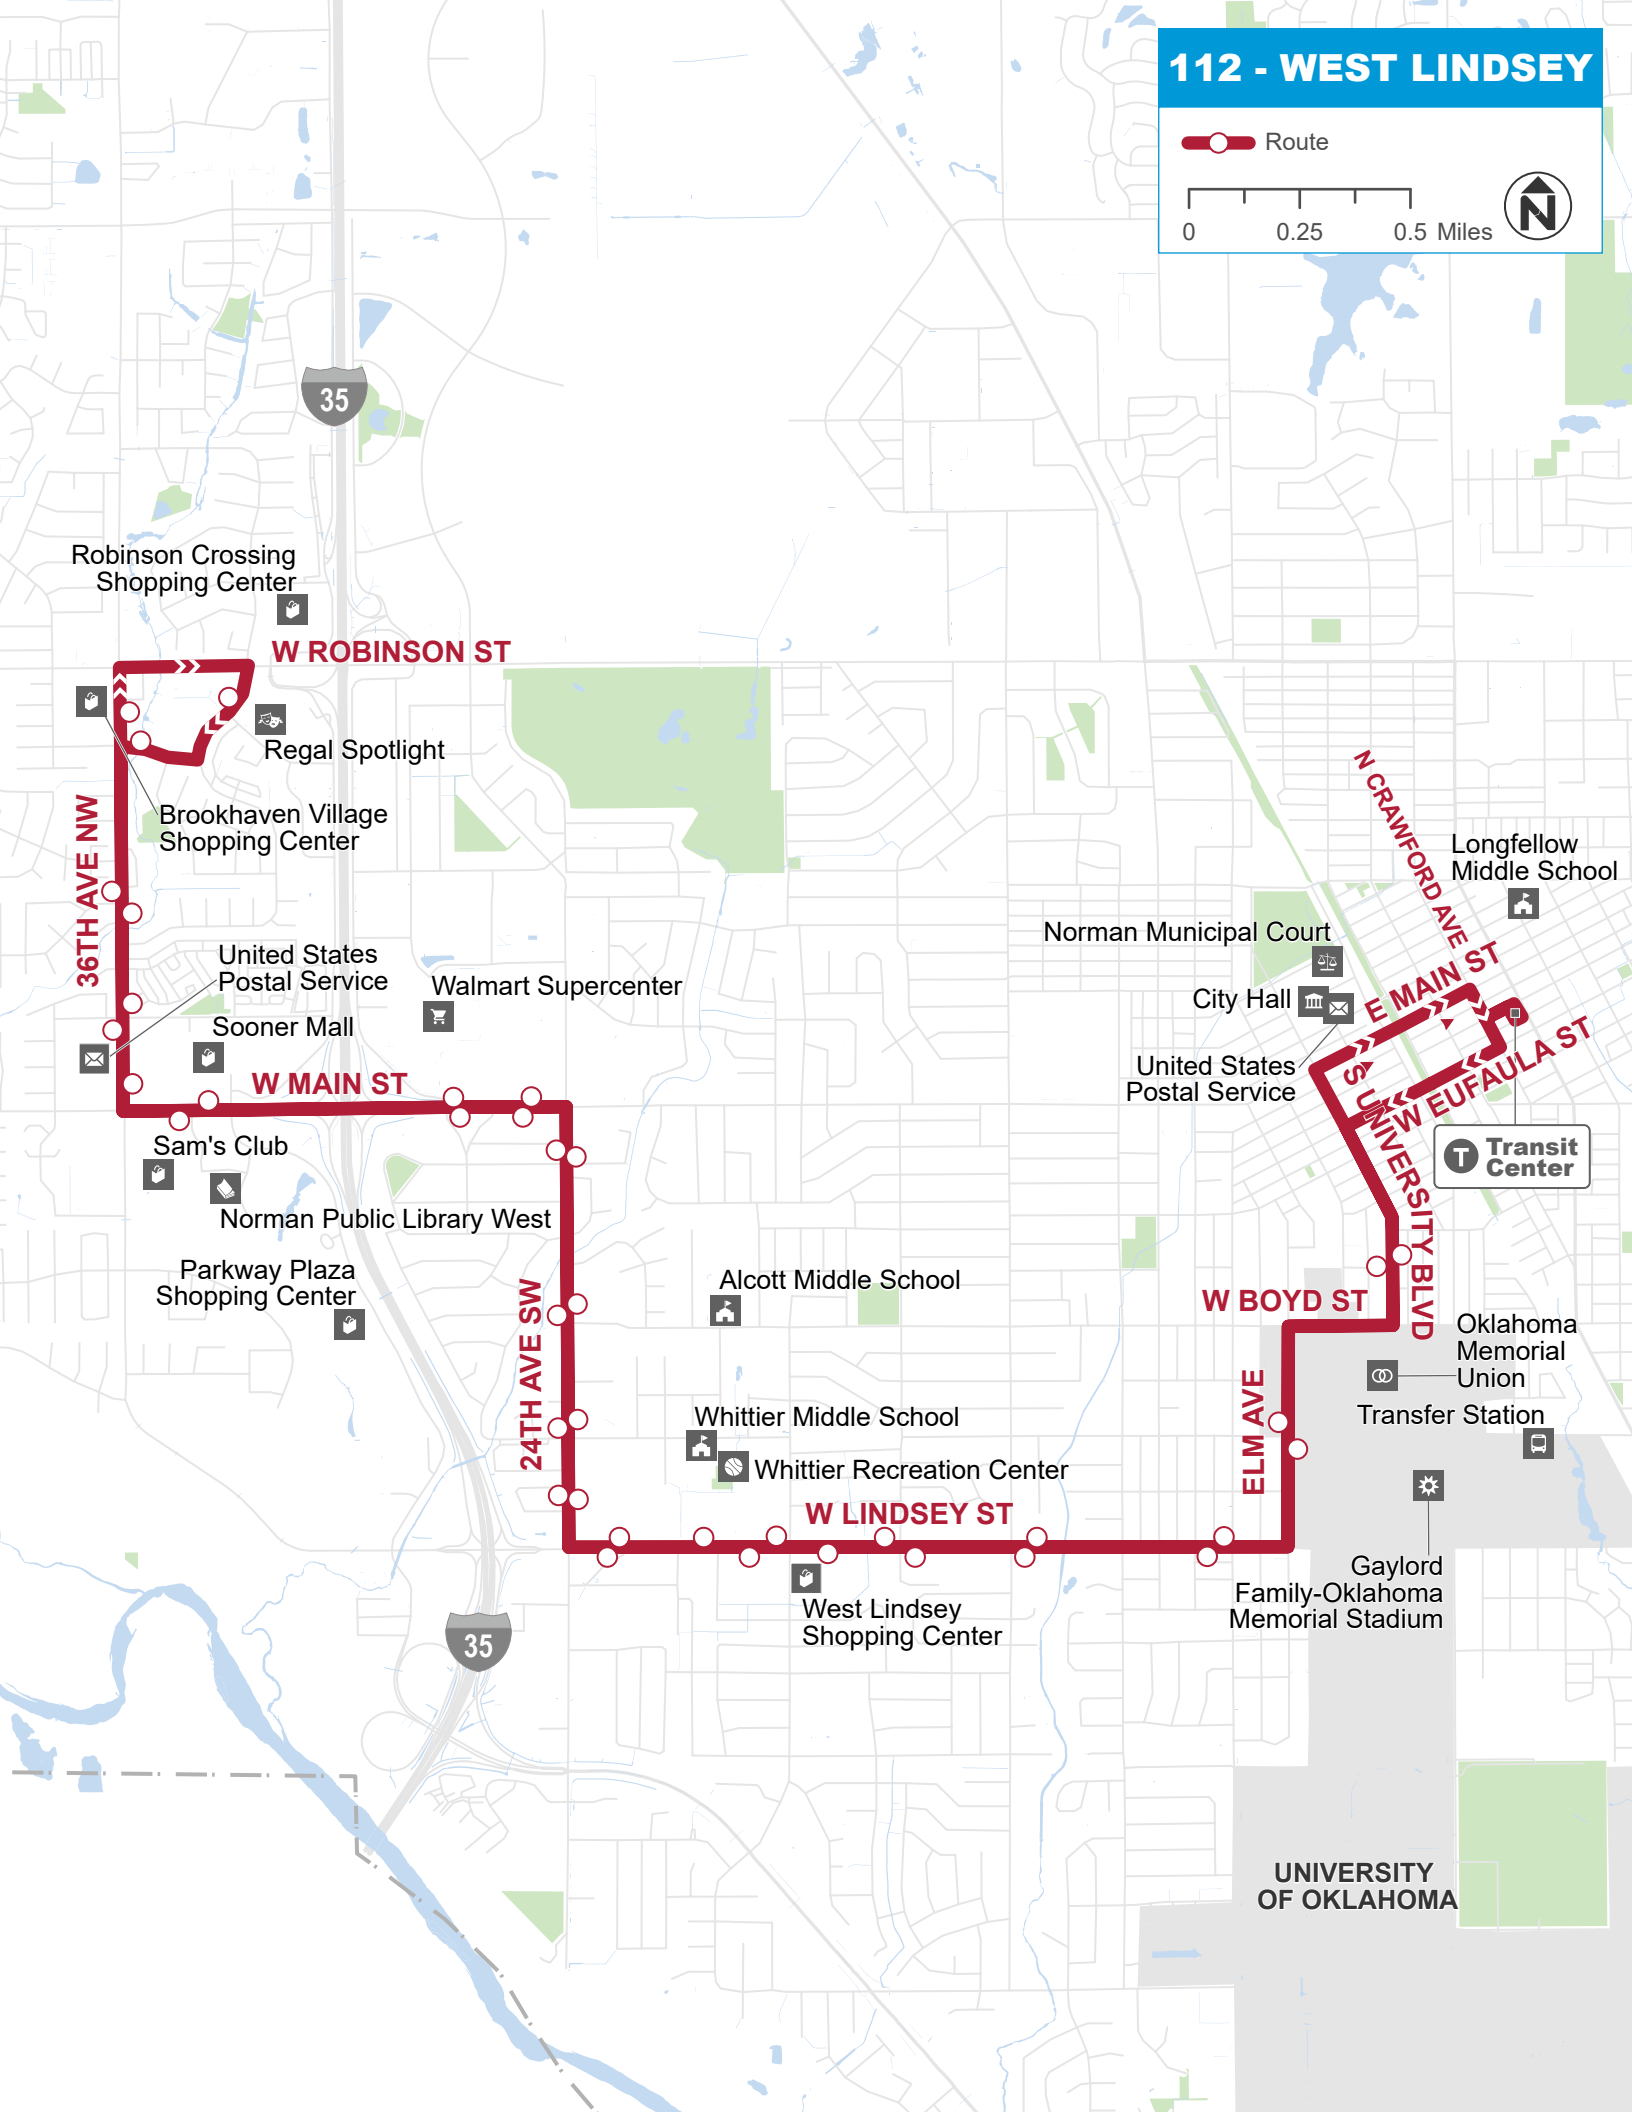 112 - WEST LINDSEY
Route
0 0.25 0.5 Miles
N
35
Robinson Crossing
Shopping Center
W ROBINSON ST
Regal Spotlight
Brookhaven Village
Shopping Center
36TH AVE NW
N CRAWFORD AVE
Longfellow
Middle School
Norman Municipal Court
United States
Postal Service
Walmart Supercenter
City Hall
E MAIN ST
Sooner Mall
United States
Postal Service
W MAIN ST
S UNIVERSITY BLVD
W EUFAULA ST
T Transit
Center
Sam's Club
Norman Public Library West
Parkway Plaza
Shopping Center
24TH AVE SW
Alcott Middle School
W BOYD ST
Oklahoma
Memorial
Union
ELM AVE
Transfer Station
Whittier Middle School
Whittier Recreation Center
W LINDSEY ST
Gaylord
Family-Oklahoma
Memorial Stadium
West Lindsey
Shopping Center
35
UNIVERSITY
OF OKLAHOMA